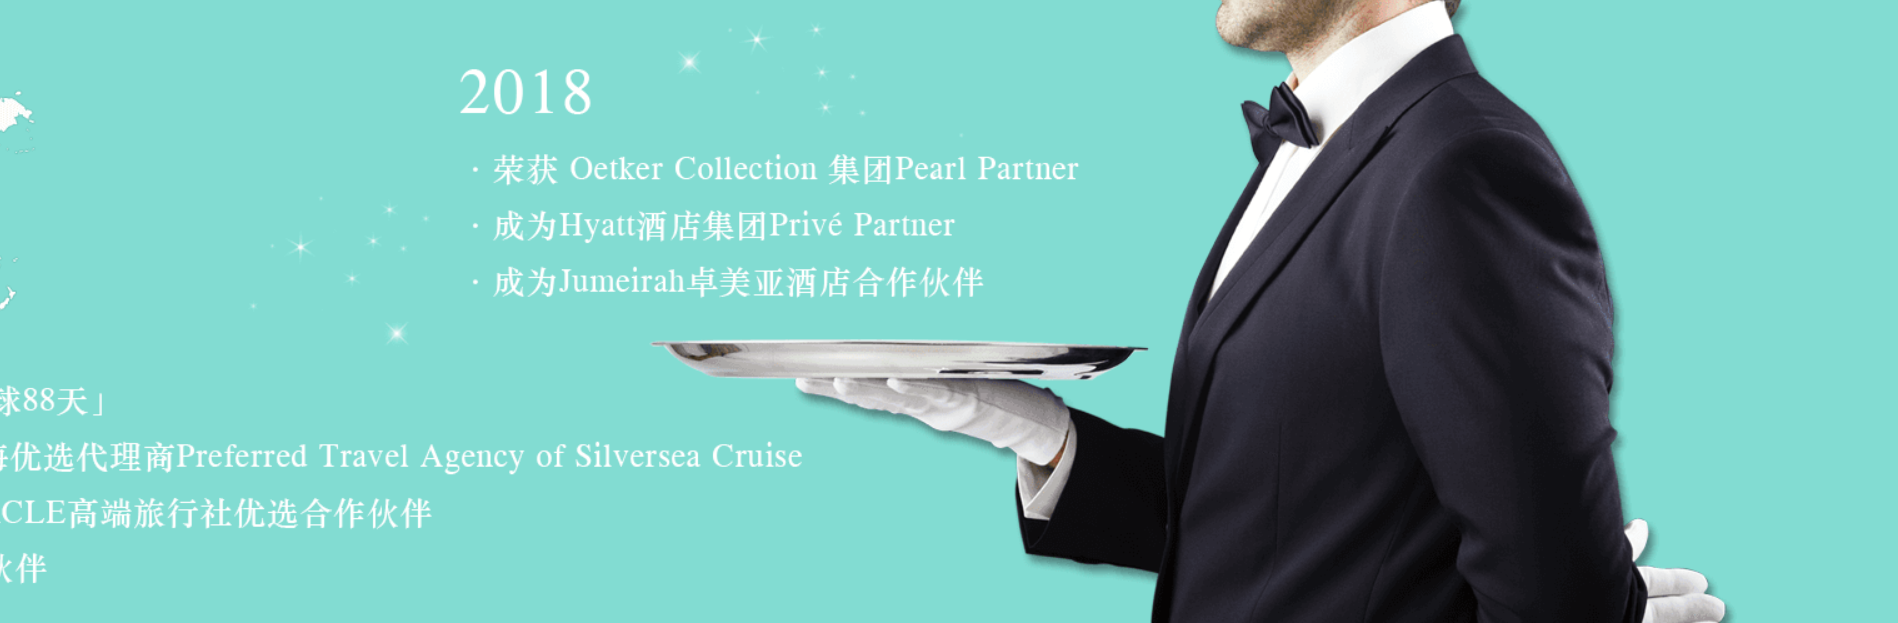 2018
· 荣获 Oetker Collection 集团Pearl Partner
· 成为Hyatt酒店集团Privé Partner
· 成为Jumeirah卓美亚酒店合作伙伴
球88天」
优选代理商Preferred Travel Agency of Silversea Cruise
CLE高端旅行社优选合作伙伴
伴